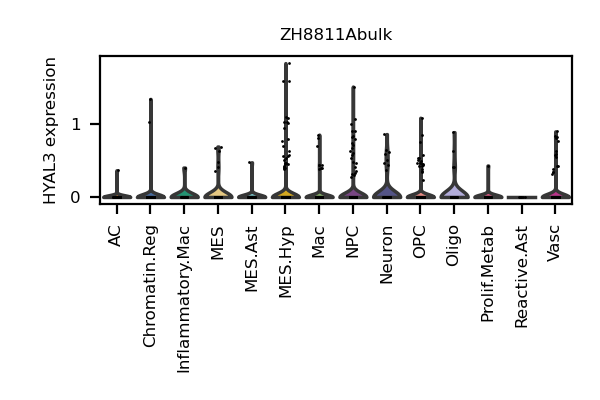 ZH8811Abulk
HYAL3 expression
1
0
AC
Chromatin.Reg
Inflammatory.Mac
MES
MES.Ast
MES.Hyp
Mac
NPC
Neuron
OPC
Oligo
Prolif.Metab
Reactive.Ast
Vasc